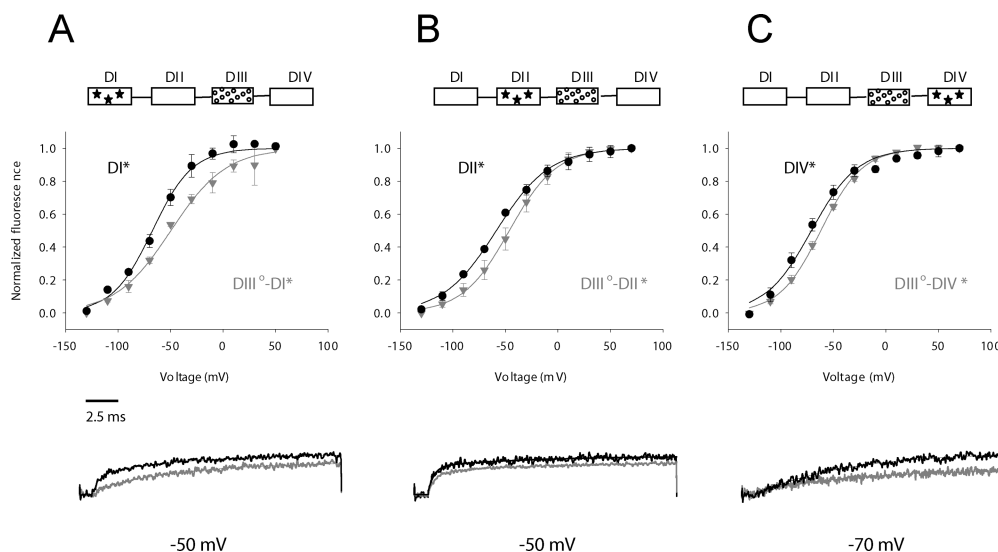 A B C
DI DII DIII DIV DI DII DIII DIV DI DII DIII DIV
Normalized fluorescence
1.0 1.0 1.0
0.8 0.8 0.8
0.6 0.6 0.6
0.4 0.4 0.4
0.2 0.2 0.2
0.0 0.0 0.0
DI* DII* DIV*
DIII°-DI* DIII°-DII* DIII°-DIV*
-150 -100 -50 0 50 100 -150 -100 -50 0 50 100 -150 -100 -50 0 50 100
Voltage (mV) Voltage (mV) Voltage (mV)
2.5 ms
-50 mV -50 mV -70 mV